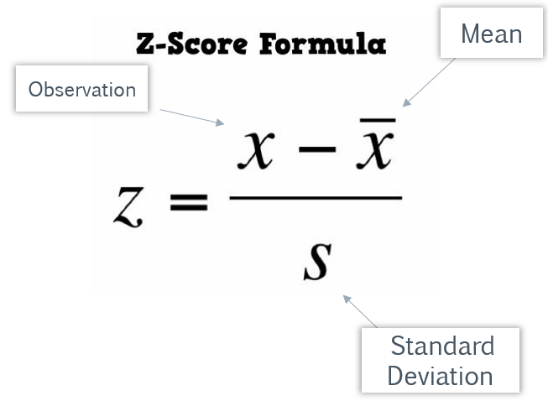 Z-Score Formula
Mean
Observation
x − x̅
z =
s
Standard
Deviation